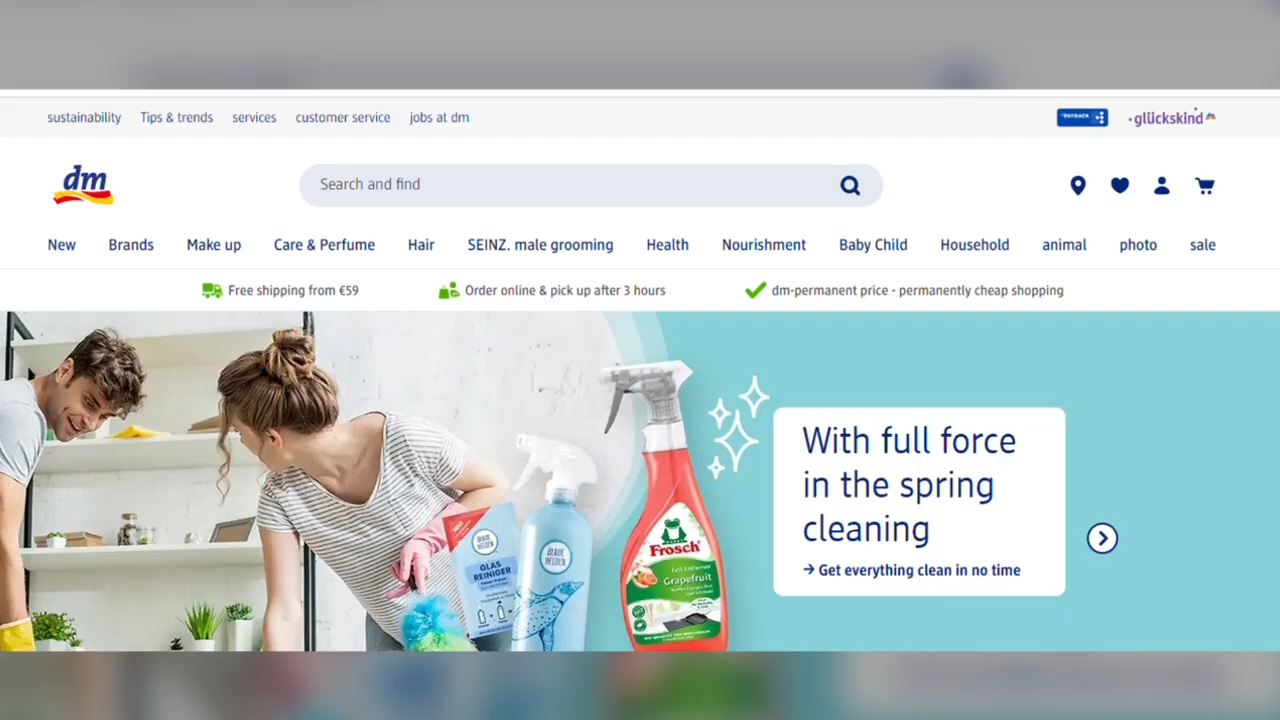 sustainability Tips & trends services customer service jobs at dm
PAYBACK glückskind
dm
Search and find
New Brands Make up Care & Perfume Hair SEINZ. male grooming Health Nourishment Baby Child Household animal photo sale
Free shipping from €59 Order online & pick up after 3 hours dm-permanent price - permanently cheap shopping
With full force
in the spring
cleaning
→ Get everything clean in no time
BLAUE
HELDEN
GLAS
REINIGER
BLAUE
HELDEN
Frosch
Fett-Entferner
Grapefruit